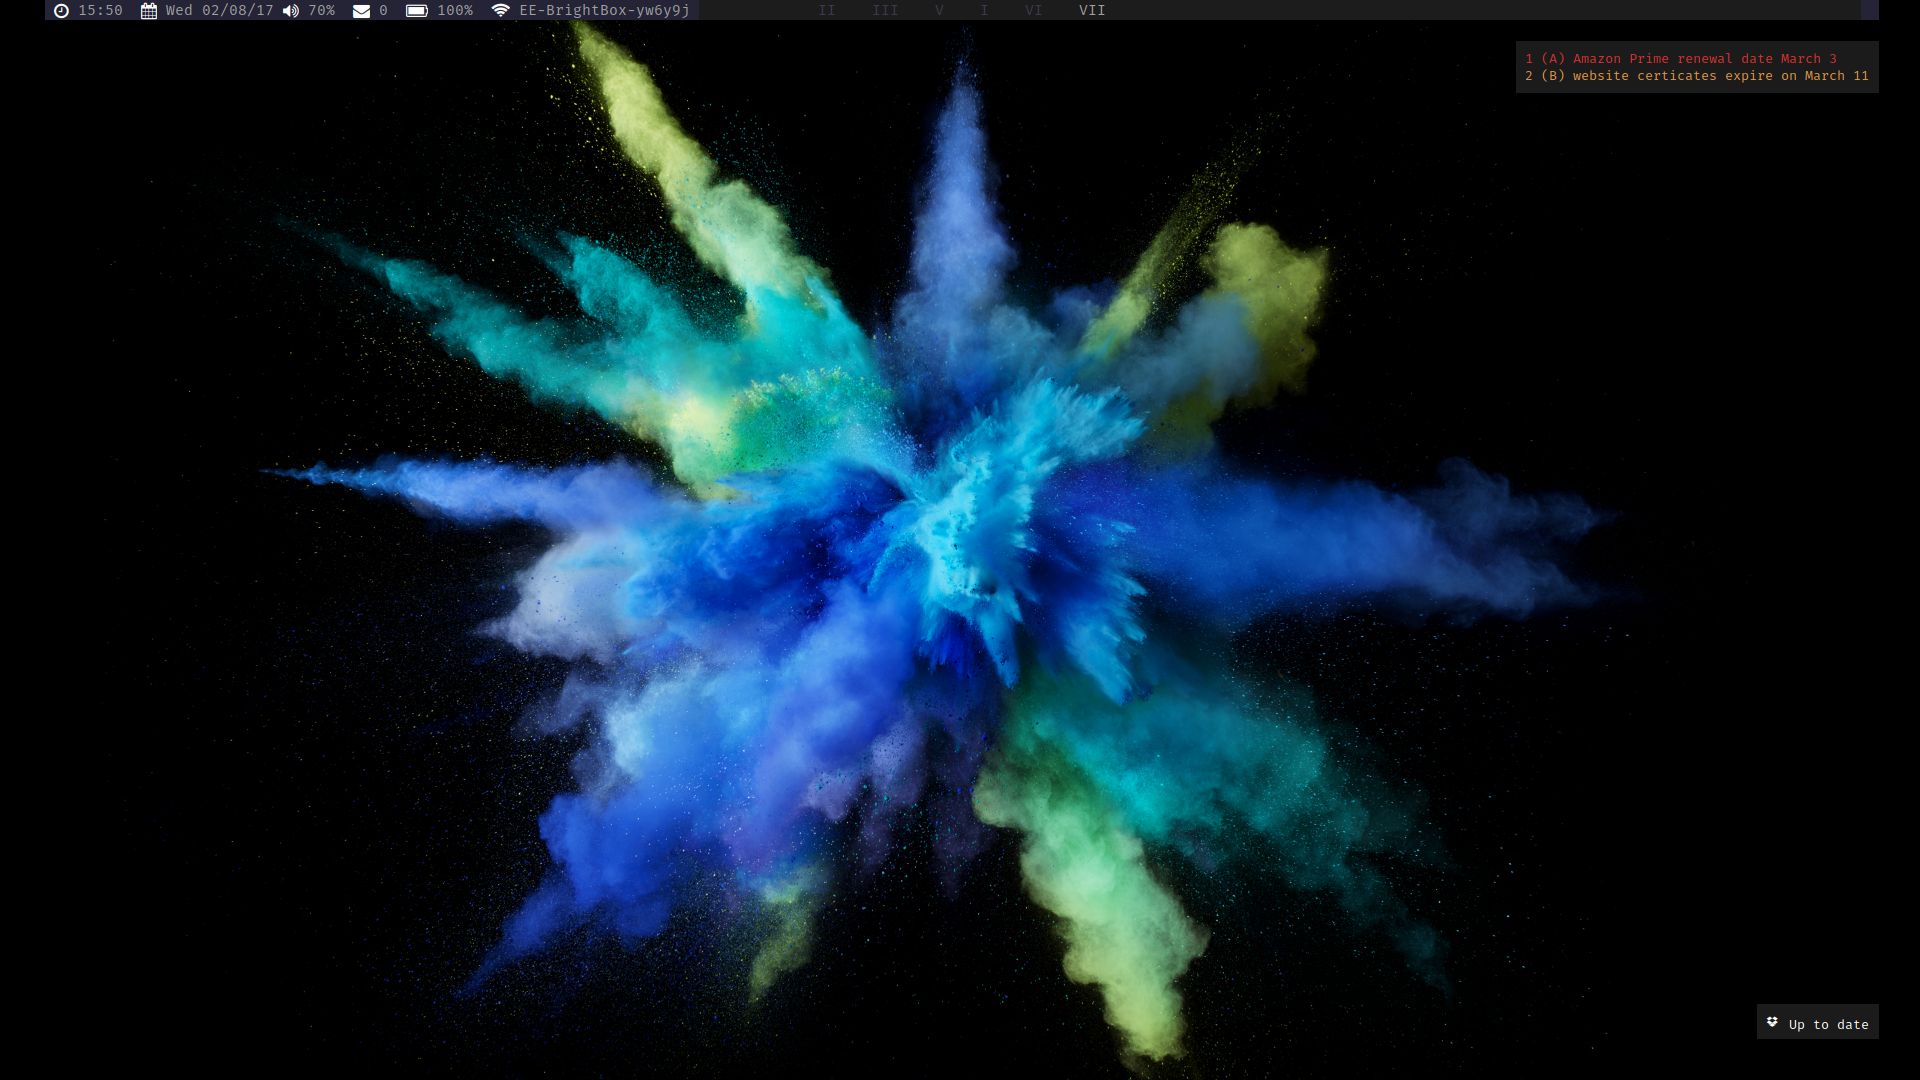 15:50 Wed 02/08/17 70% 0 100% EE-BrightBox-yw6y9j II III V I VI VII
1 (A) Amazon Prime renewal date March 3
2 (B) website certicates expire on March 11
Up to date